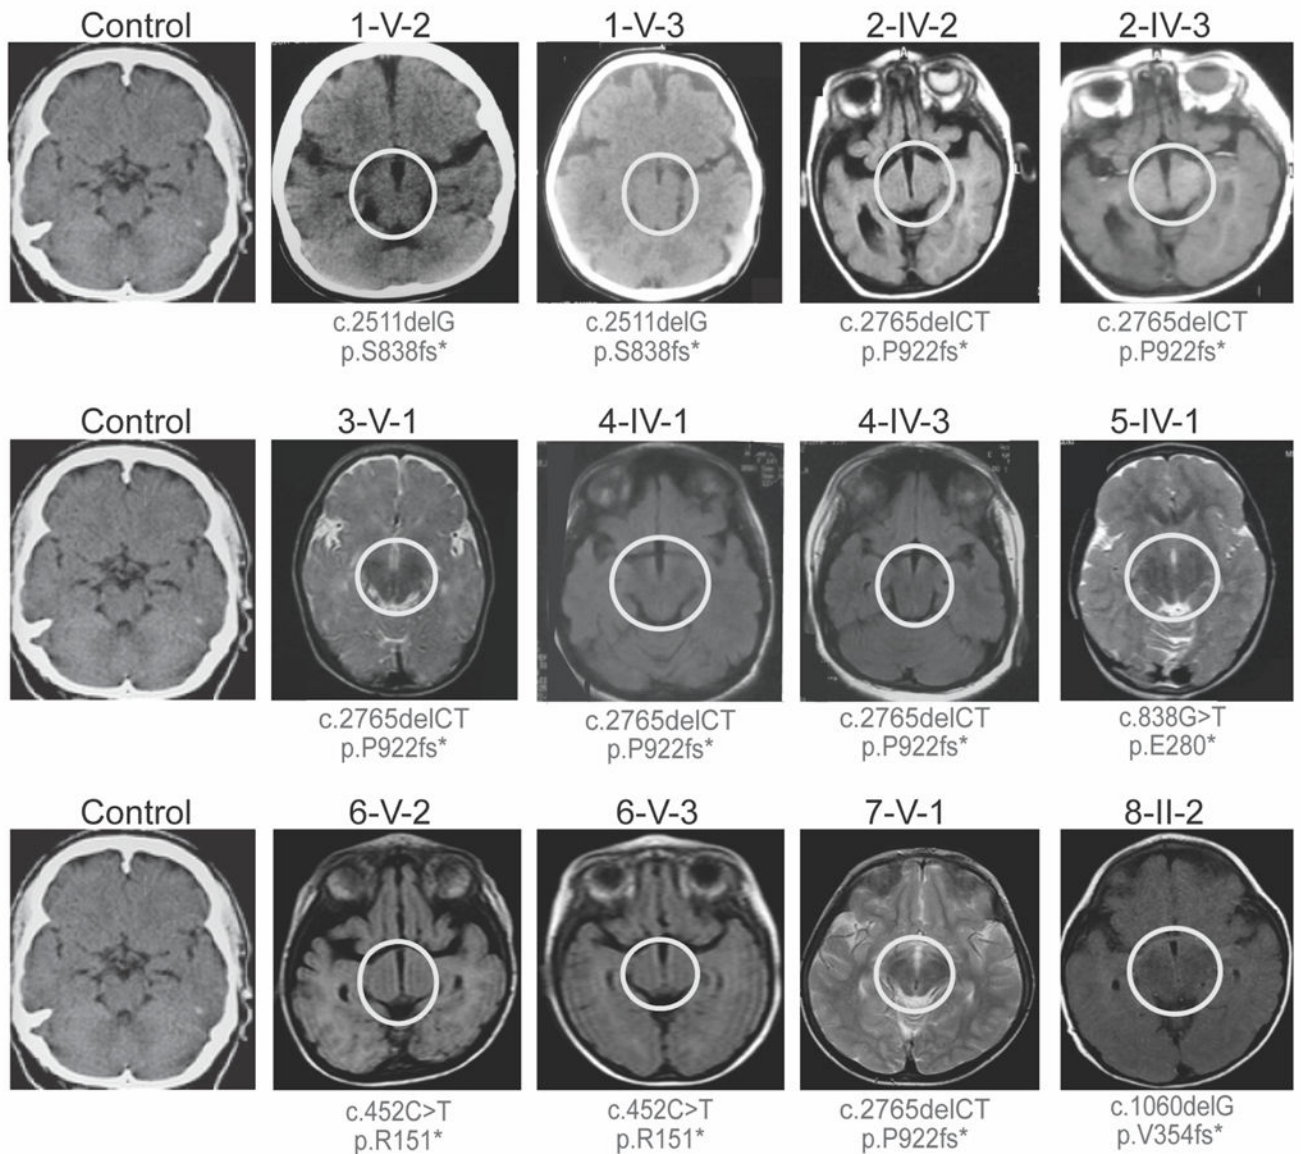 Control 1-V-2 1-V-3 2-IV-2 2-IV-3
c.2511delG c.2511delG c.2765delCT c.2765delCT
p.S838fs* p.S838fs* p.P922fs* p.P922fs*
Control 3-V-1 4-IV-1 4-IV-3 5-IV-1
c.2765delCT c.2765delCT c.2765delCT c.838G>T
p.P922fs* p.P922fs* p.P922fs* p.E280*
Control 6-V-2 6-V-3 7-V-1 8-II-2
c.452C>T c.452C>T c.2765delCT c.1060delG
p.R151* p.R151* p.P922fs* p.V354fs*